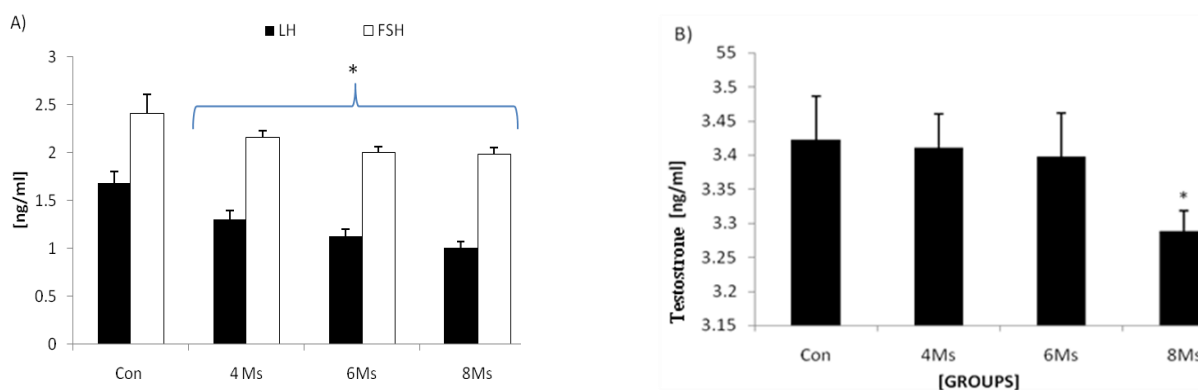 A)
LH FSH
*
3
2.5
2
1.5
1
0.5
0
[ng/ml]
Con 4 Ms 6Ms 8Ms
B)
55
3.5
3.45
3.4
3.35
3.3
3.25
3.2
3.15
Testostrone [ng/ml]
*
Con 4Ms 6Ms 8Ms
[GROUPS]